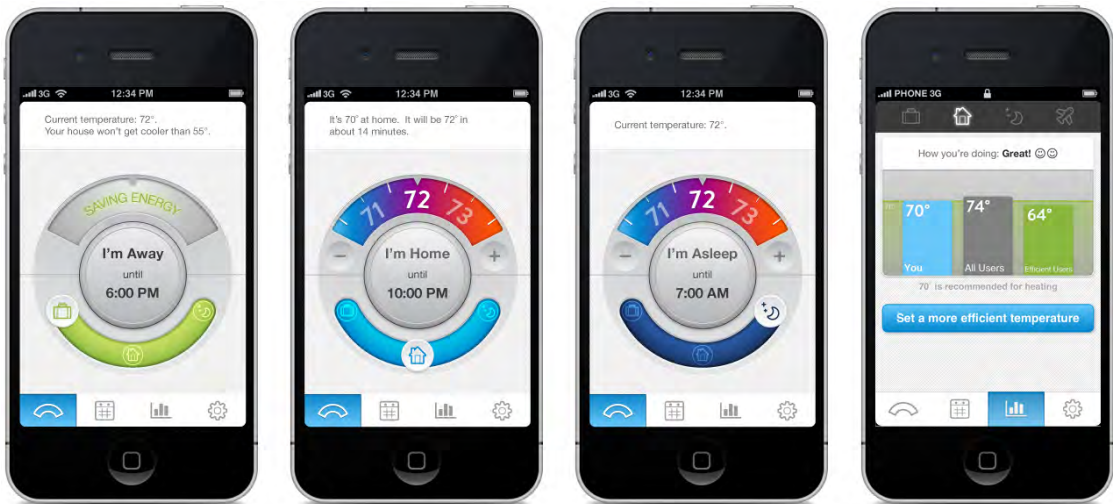 3G 12:34 PM
Current temperature: 72°.
Your house won't get cooler than 55°.
SAVING ENERGY
I'm Away
until
6:00 PM
3G 12:34 PM
It's 70° at home. It will be 72° in
about 14 minutes.
71 72 73
− +
I'm Home
until
10:00 PM
3G 12:34 PM
Current temperature: 72°.
71 72 73
− +
I'm Asleep
until
7:00 AM
PHONE 3G
How you're doing: Great!
70° 74° 64°
You All Users Efficient Users
70° is recommended for heating
Set a more efficient temperature